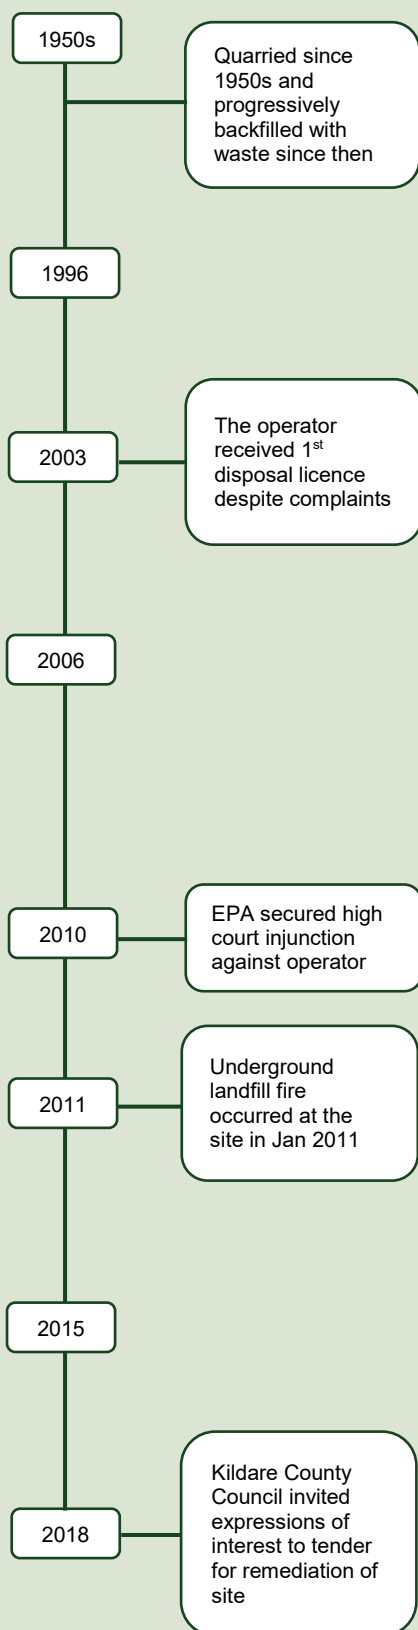 1950s
Quarried since
1950s and
progressively
backfilled with
waste since then
1996
2003
The operator
received 1st
disposal licence
despite complaints
2006
2010
EPA secured high
court injunction
against operator
2011
Underground
landfill fire
occurred at the
site in Jan 2011
2015
2018
Kildare County
Council invited
expressions of
interest to tender
for remediation of
site